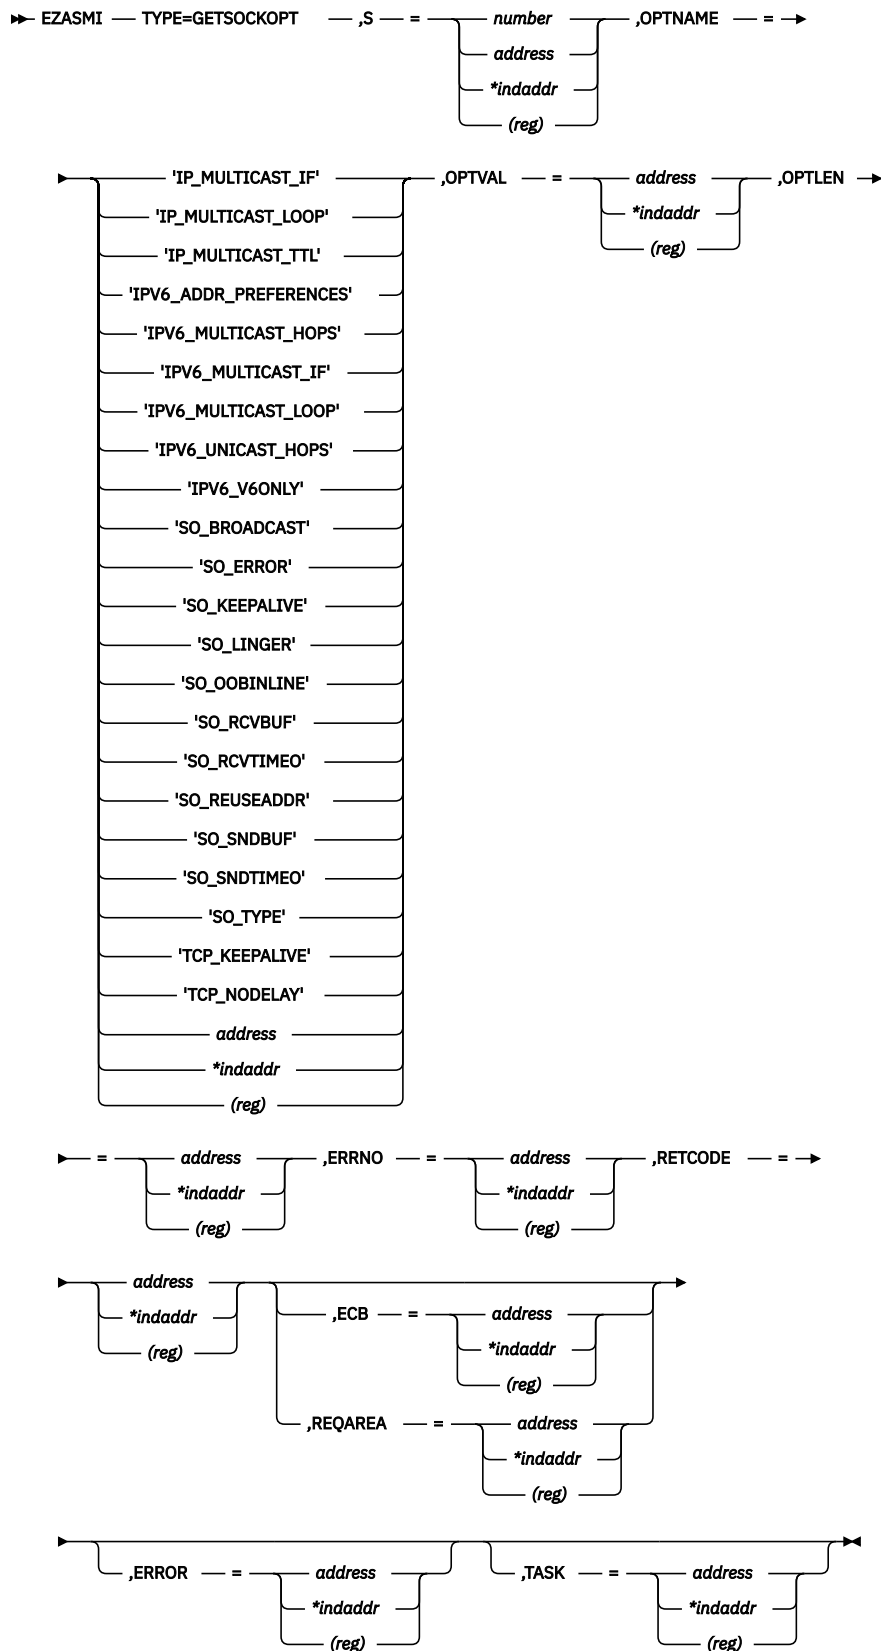 EZASMI TYPE=GETSOCKOPT ,S = number ,OPTNAME =
address
*indaddr
(reg)
'IP_MULTICAST_IF' ,OPTVAL = address ,OPTLEN
'IP_MULTICAST_LOOP' *indaddr
'IP_MULTICAST_TTL' (reg)
'IPV6_ADDR_PREFERENCES'
'IPV6_MULTICAST_HOPS'
'IPV6_MULTICAST_IF'
'IPV6_MULTICAST_LOOP'
'IPV6_UNICAST_HOPS'
'IPV6_V6ONLY'
'SO_BROADCAST'
'SO_ERROR'
'SO_KEEPALIVE'
'SO_LINGER'
'SO_OOBINLINE'
'SO_RCVBUF'
'SO_RCVTIMEO'
'SO_REUSEADDR'
'SO_SNDBUF'
'SO_SNDTIMEO'
'SO_TYPE'
'TCP_KEEPALIVE'
'TCP_NODELAY'
address
*indaddr
(reg)
= address ,ERRNO = address ,RETCODE =
*indaddr *indaddr
(reg) (reg)
address
*indaddr ,ECB = address
(reg) *indaddr
(reg)
,REQAREA = address
*indaddr
(reg)
,ERROR = address ,TASK = address
*indaddr *indaddr
(reg) (reg)